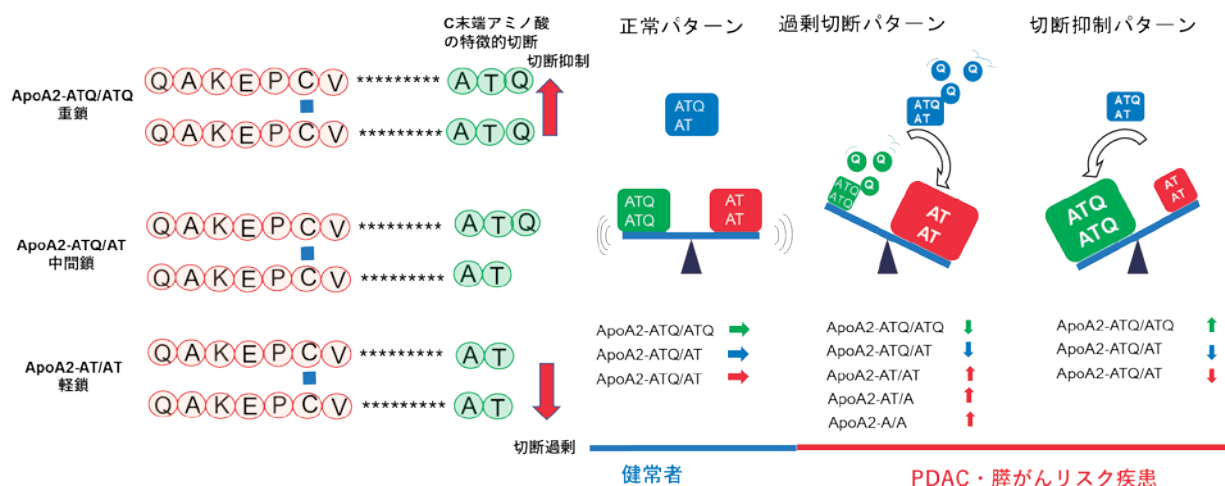 C末端アミノ酸
の特徴的切断
切断抑制
ApoA2-ATQ/ATQ
重鎖
QAKEPCV ********* ATQ
QAKEPCV ********* ATQ
ApoA2-ATQ/AT
中間鎖
QAKEPCV ********* ATQ
QAKEPCV ********* AT
ApoA2-AT/AT
軽鎖
QAKEPCV ********* AT
QAKEPCV ********* AT
切断過剰
正常パターン
ATQ
AT
ATQ
ATQ
AT
AT
ApoA2-ATQ/ATQ
ApoA2-ATQ/AT
ApoA2-ATQ/AT
健常者
過剰切断パターン
Q
Q
Q
ATQ
AT
Q
Q
Q
ATQ
ATQ
AT
AT
ApoA2-ATQ/ATQ
ApoA2-ATQ/AT
ApoA2-AT/AT
ApoA2-AT/A
ApoA2-A/A
切断抑制パターン
ATQ
AT
ATQ
ATQ
AT
AT
ApoA2-ATQ/ATQ
ApoA2-ATQ/AT
ApoA2-ATQ/AT
PDAC・膵がんリスク疾患